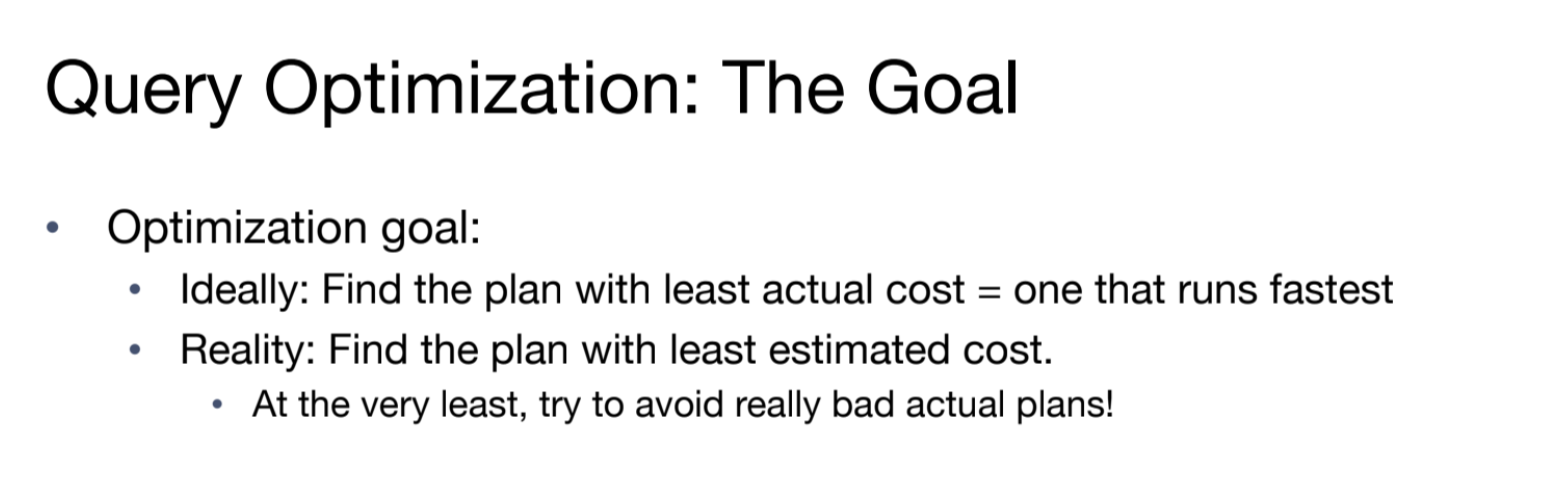 Query Optimization: The Goal
• Optimization goal:
• Ideally: Find the plan with least actual cost = one that runs fastest
• Reality: Find the plan with least estimated cost.
• At the very least, try to avoid really bad actual plans!